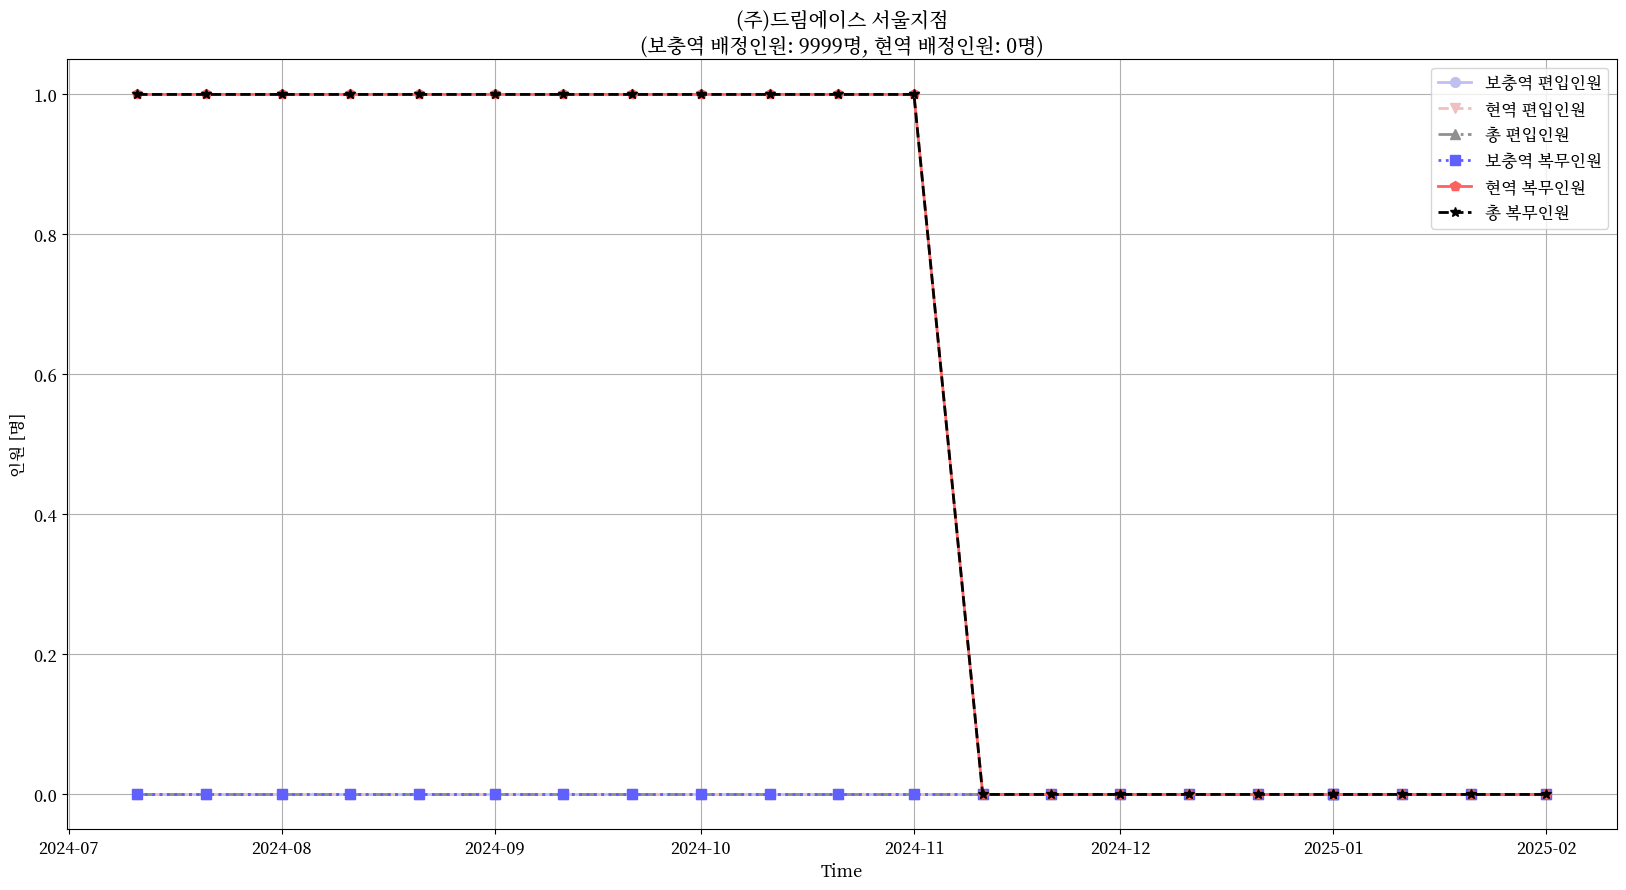 (주)드림에이스 서울지점
(보충역 배정인원: 9999명, 현역 배정인원: 0명)
보충역 편입인원
현역 편입인원
총 편입인원
보충역 복무인원
현역 복무인원
총 복무인원
인원 [명]
1.0
0.8
0.6
0.4
0.2
0.0
2024-07 2024-08 2024-09 2024-10 2024-11 2024-12 2025-01 2025-02
Time